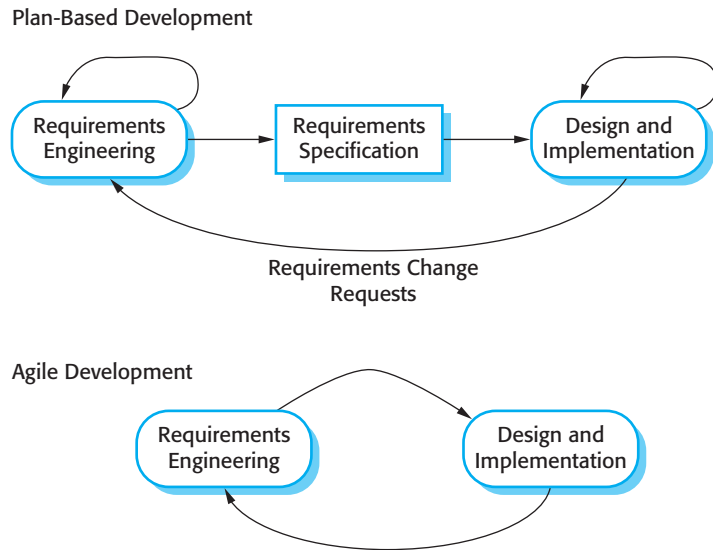 Plan-Based Development
Requirements
Engineering
Requirements
Specification
Design and
Implementation
Requirements Change
Requests
Agile Development
Requirements
Engineering
Design and
Implementation